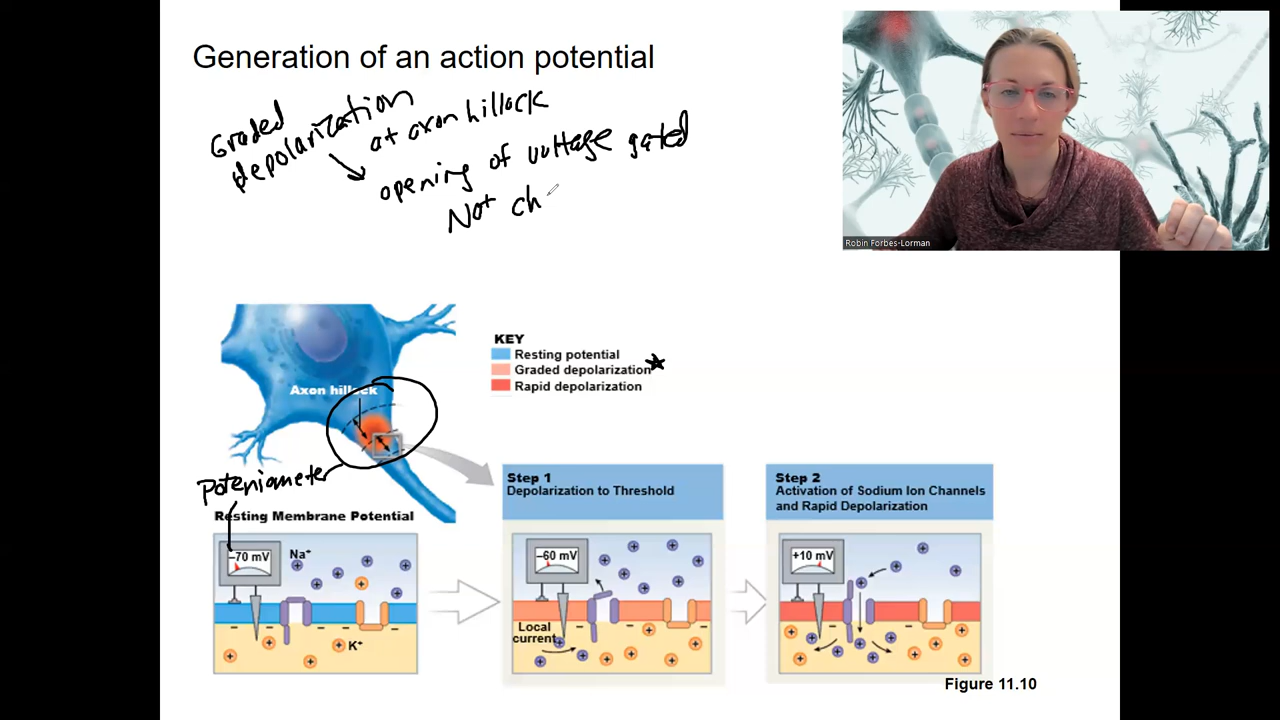 Generation of an action potential
Graded
depolarization
at axon hillock
opening of voltage gated
Na+ ch
Robin Forbes-Lorman
KEY
Resting potential
Graded depolarization
Rapid depolarization
Axon hillock
Poteniameter
Resting Membrane Potential
-70 mV
Na+
K+
Step 1
Depolarization to Threshold
-60 mV
Local
current
Step 2
Activation of Sodium Ion Channels
and Rapid Depolarization
+10 mV
Figure 11.10